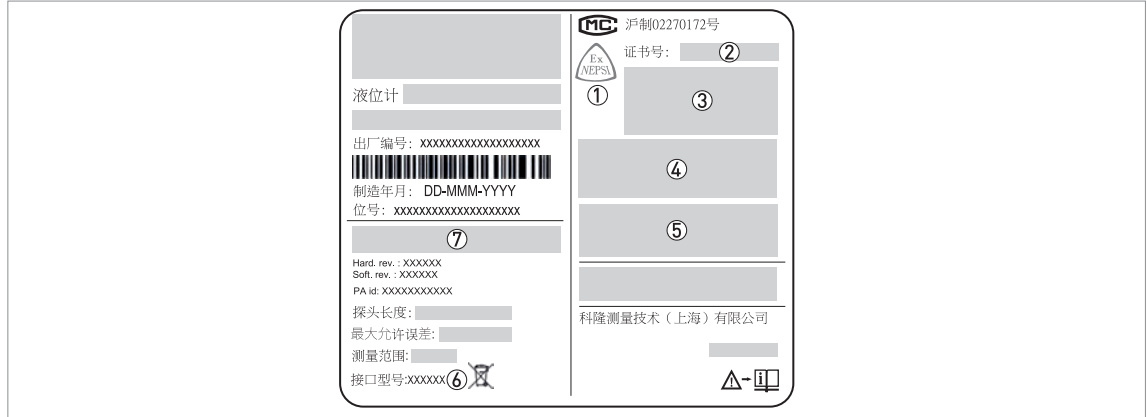 液位计
出厂编号: XXXXXXXXXXXXXXXXXXX
制造年月: DD-MMM-YYYY
位号: XXXXXXXXXXXXXXXXXXXX
⑦
Hard. rev. : XXXXXX
Soft. rev. : XXXXXX
PA id: XXXXXXXXXXX
探头长度:
最大允许误差:
测量范围:
接口型号:XXXXXX ⑥
MC 沪制02270172号
证书号: ②
Ex
NEPSI
① ③
④
⑤
科隆测量技术（上海）有限公司
i